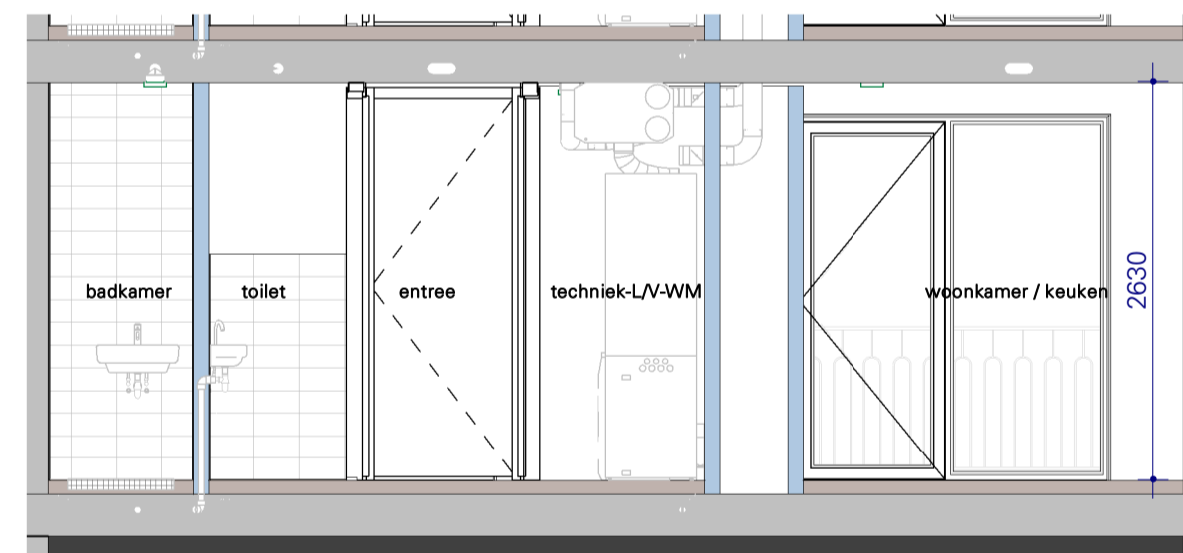 badkamer
toilet
entree
techniek-L/V-WM
woonkamer / keuken
2630